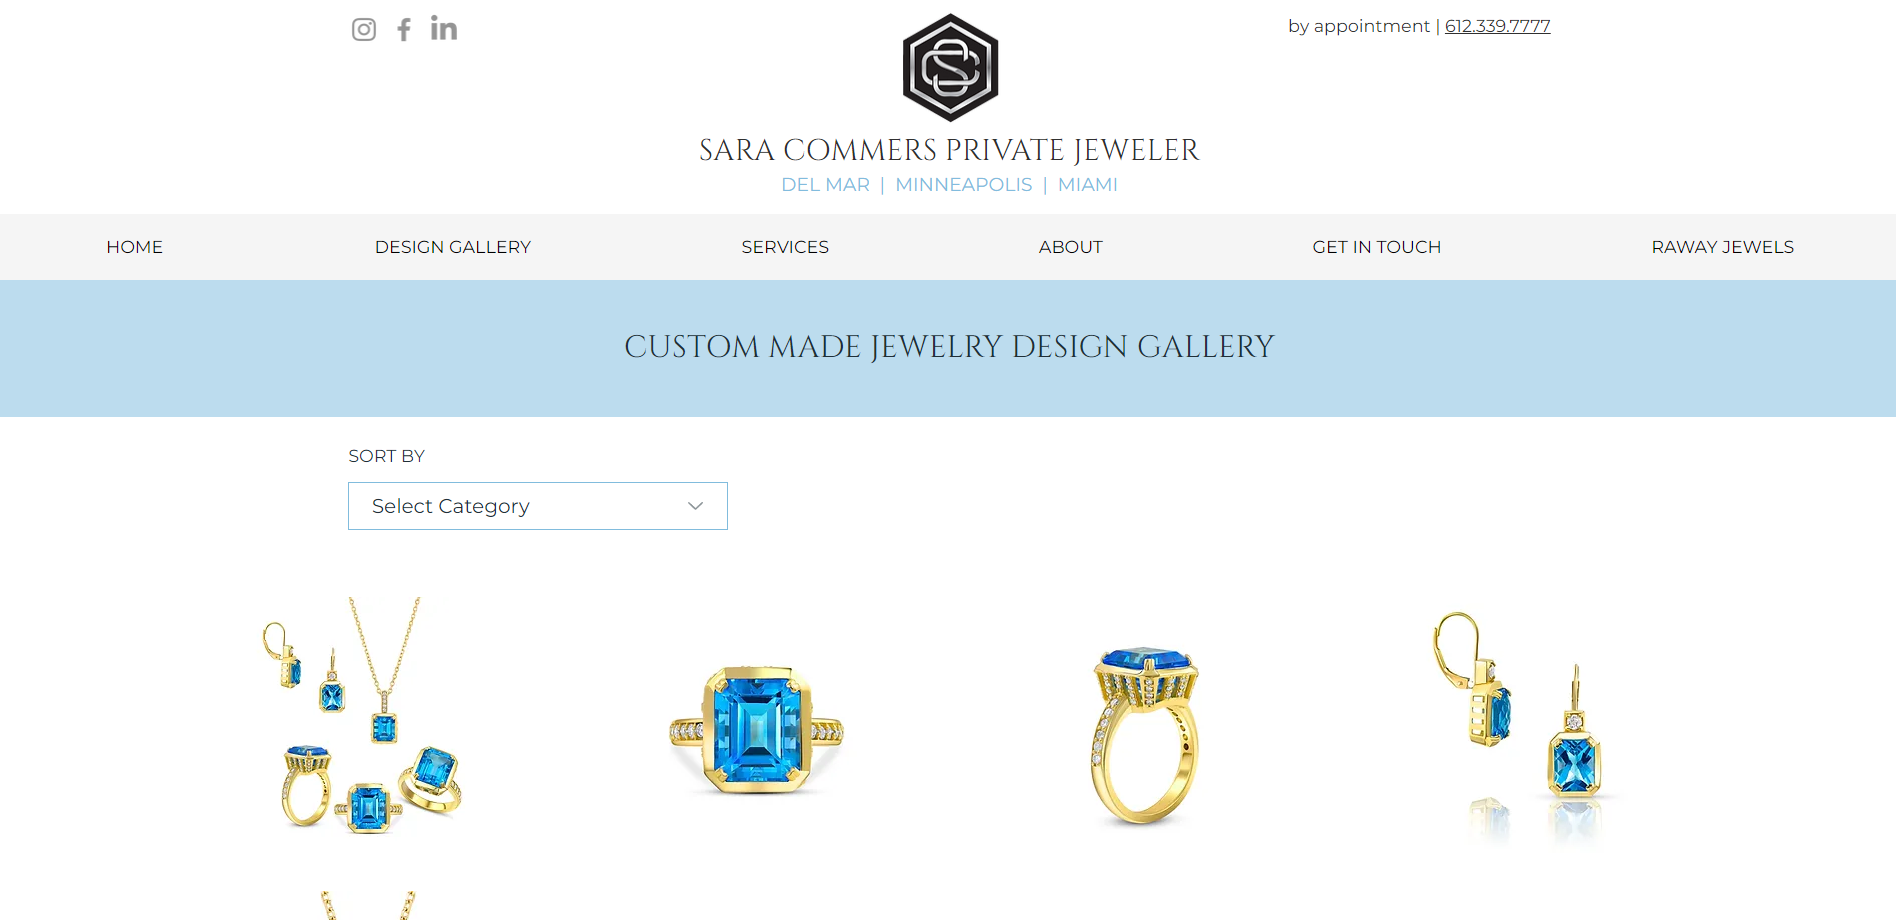 by appointment | 612.339.7777
SARA COMMERS PRIVATE JEWELER
DEL MAR | MINNEAPOLIS | MIAMI
HOME
DESIGN GALLERY
SERVICES
ABOUT
GET IN TOUCH
RAWAY JEWELS
CUSTOM MADE JEWELRY DESIGN GALLERY
SORT BY
Select Category